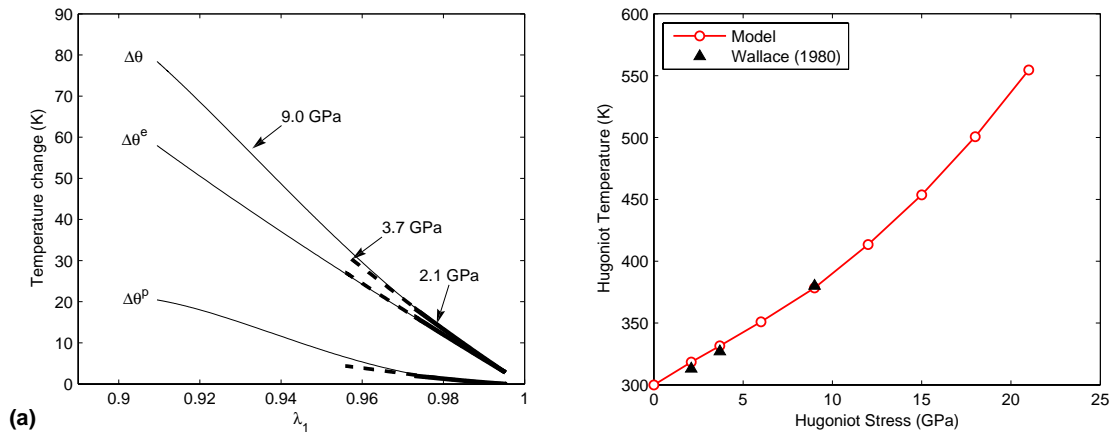 90
80
70
60
50
40
30
20
10
0
Temperature change (K)
Δθ
Δθ^e
Δθ^p
9.0 GPa
3.7 GPa
2.1 GPa
0.9 0.92 0.94 0.96 0.98 1
λ_1
(a)
600
550
500
450
400
350
300
Hugoniot Temperature (K)
Model
Wallace (1980)
0 5 10 15 20 25
Hugoniot Stress (GPa)